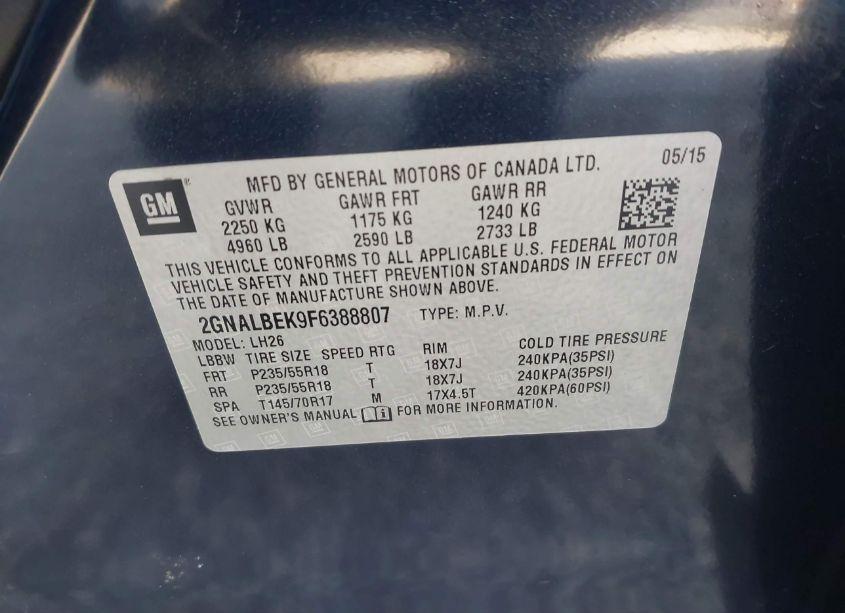 GM
MFD BY GENERAL MOTORS OF CANADA LTD. 05/15
GVWR GAWR FRT GAWR RR
2250 KG 1175 KG 1240 KG
4960 LB 2590 LB 2733 LB
THIS VEHICLE CONFORMS TO ALL APPLICABLE U.S. FEDERAL MOTOR
VEHICLE SAFETY AND THEFT PREVENTION STANDARDS IN EFFECT ON
THE DATE OF MANUFACTURE SHOWN ABOVE.
2GNALBEK9F6388807 TYPE: M.P.V.
MODEL: LH26
LBBW TIRE SIZE SPEED RTG RIM COLD TIRE PRESSURE
FRT P235/55R18 T 18X7J 240KPA(35PSI)
RR P235/55R18 T 18X7J 240KPA(35PSI)
SPA T145/70R17 M 17X4.5T 420KPA(60PSI)
SEE OWNER'S MANUAL FOR MORE INFORMATION.